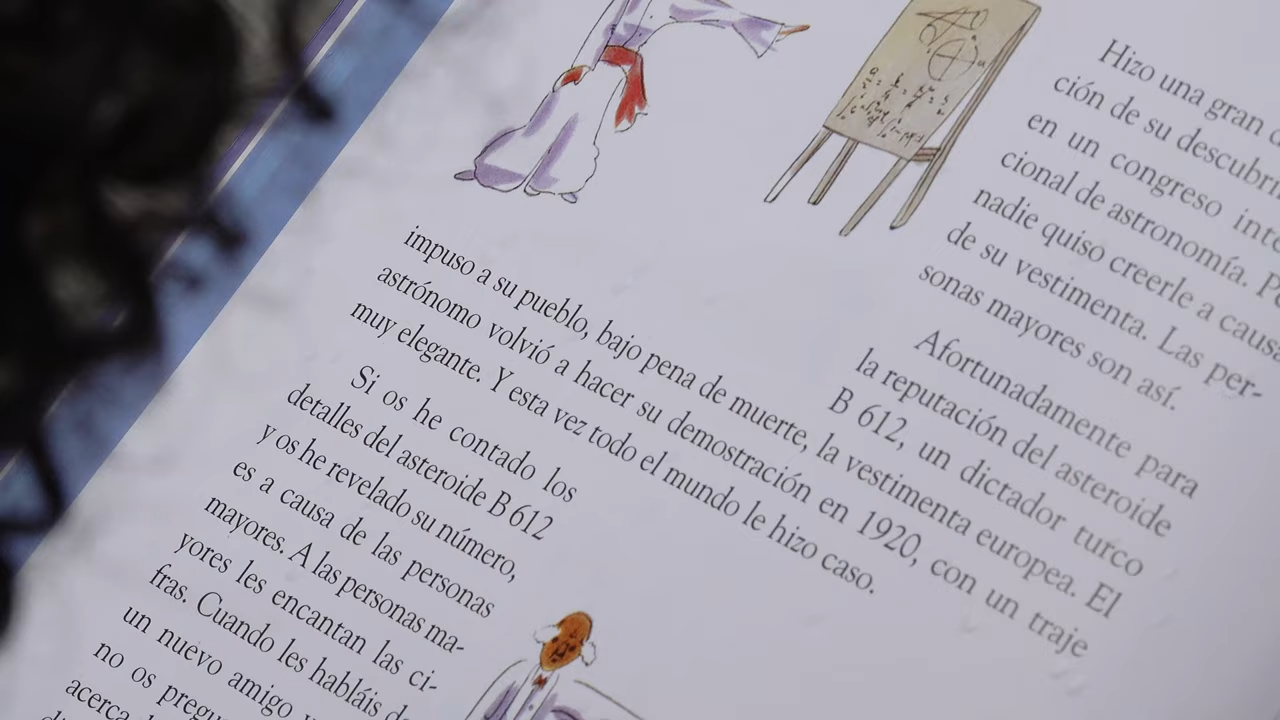 Hizo una gran
ción de su descubri
en un congreso inte
cional de astronomía.
nadie quiso creerle a causa
de su vestimenta. Las per-
sonas mayores son así.
Afortunadamente para
la reputación del asteroide
B 612, un dictador turco
impuso a su pueblo, bajo pena de muerte, la vestimenta europea. El
astrónomo volvió a hacer su demostración en 1920, con un traje
muy elegante. Y esta vez todo el mundo le hizo caso.
Si os he contado los
detalles del asteroide B 612
y os he revelado su número,
es a causa de las personas
mayores. A las personas ma-
yores les encantan las ci-
fras. Cuando les habláis de
un nuevo amigo
no os pregu
acerca